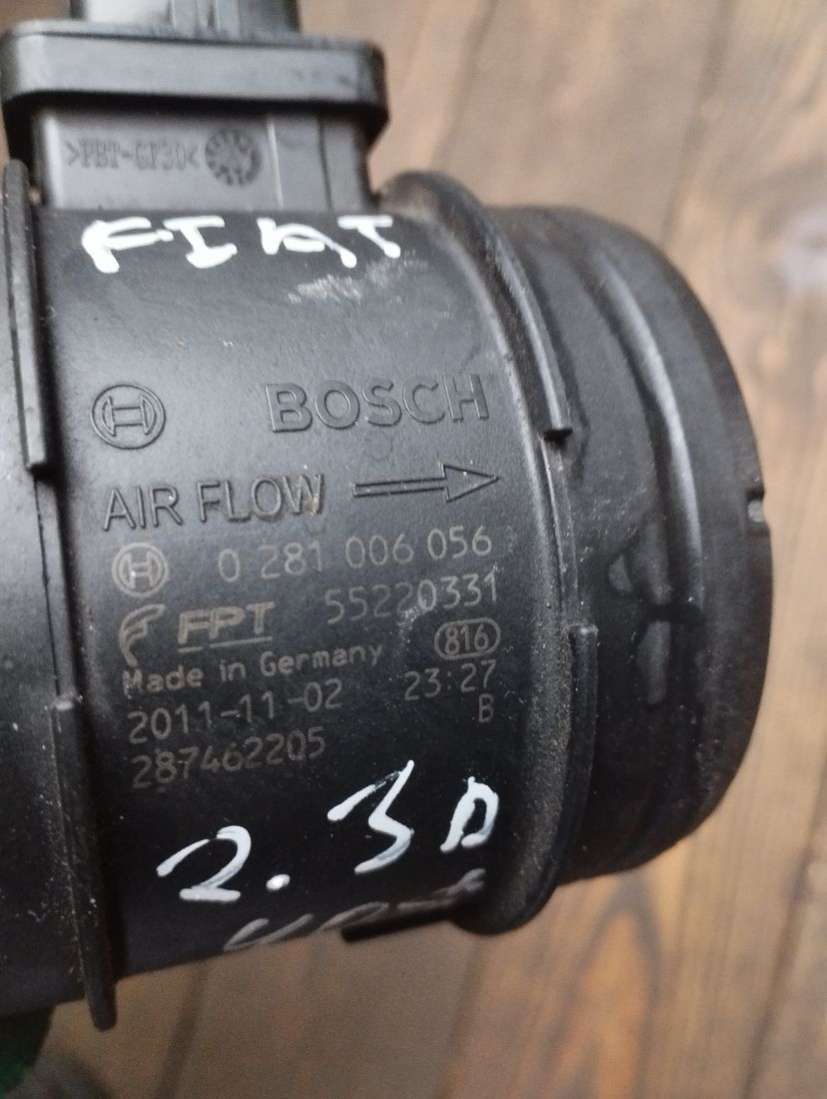 >PBT-GF30<
FIAT
BOSCH
AIR FLOW
0 281 006 056
FPT 55220331
Made in Germany 816
2011-11-02 23:27
287462205 B
2.3D